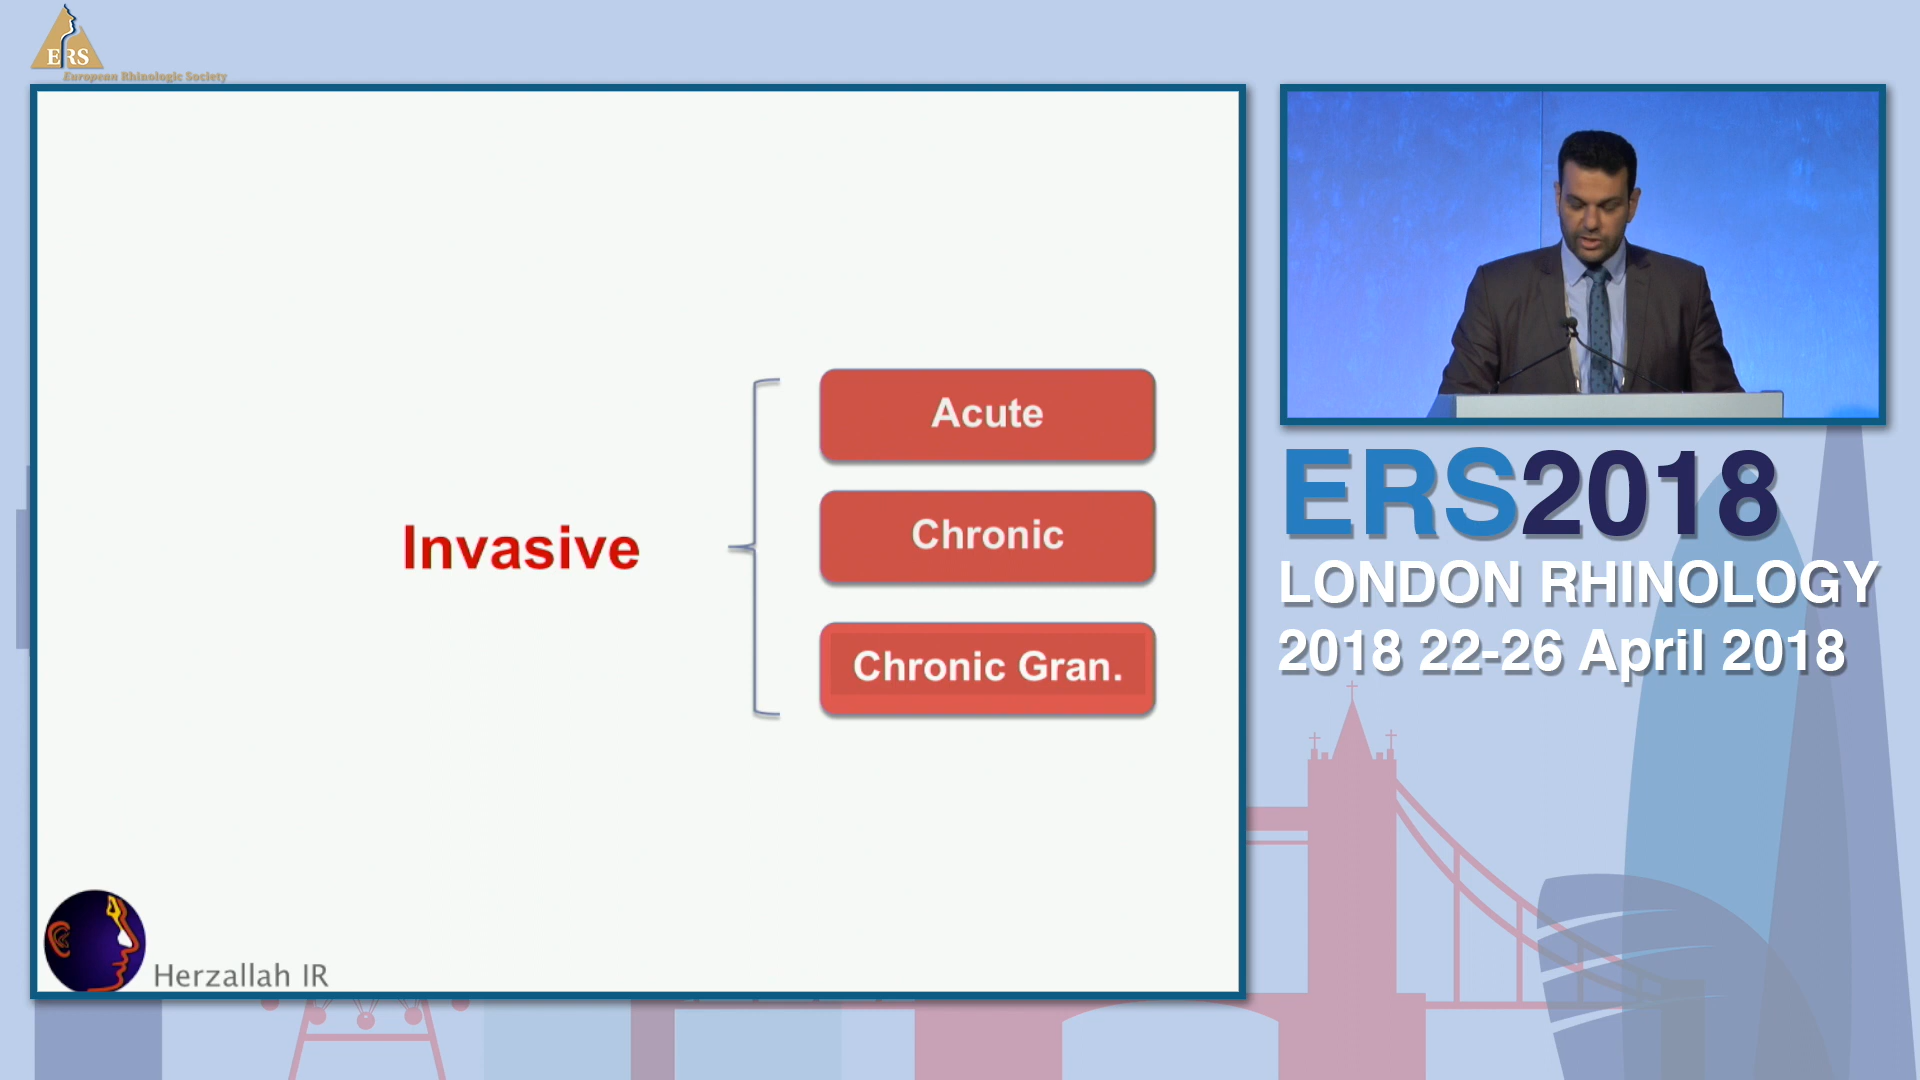 ERS
European Rhinologic Society
Invasive
Acute
Chronic
Chronic Gran.
Herzallah IR
ERS2018
LONDON RHINOLOGY
2018 22-26 April 2018